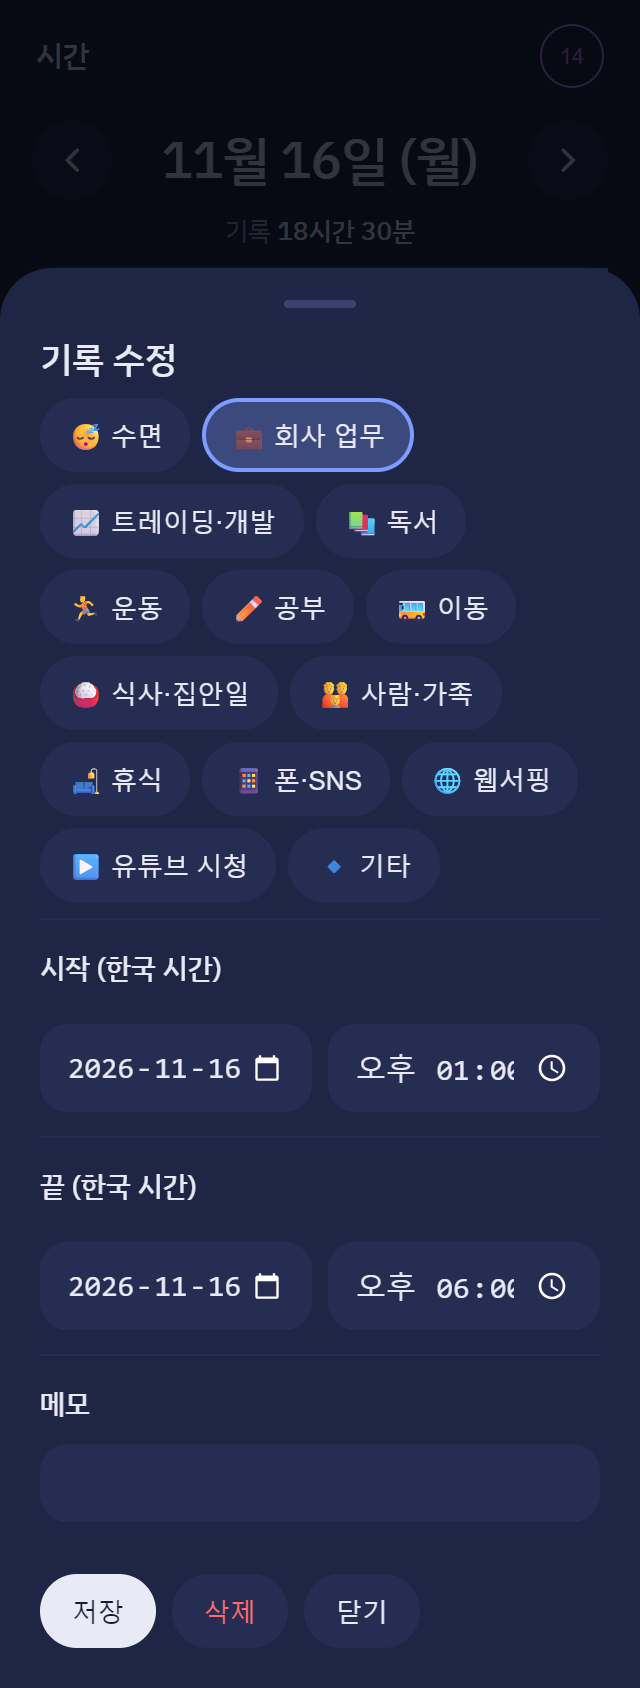 시간
14
11월 16일 (월)
기록 18시간 30분
기록 수정
수면
회사 업무
트레이딩·개발
독서
운동
공부
이동
식사·집안일
사람·가족
휴식
폰·SNS
웹서핑
유튜브 시청
기타
시작 (한국 시간)
2026-11-16
오후 01:00
끝 (한국 시간)
2026-11-16
오후 06:00
메모
저장
삭제
닫기